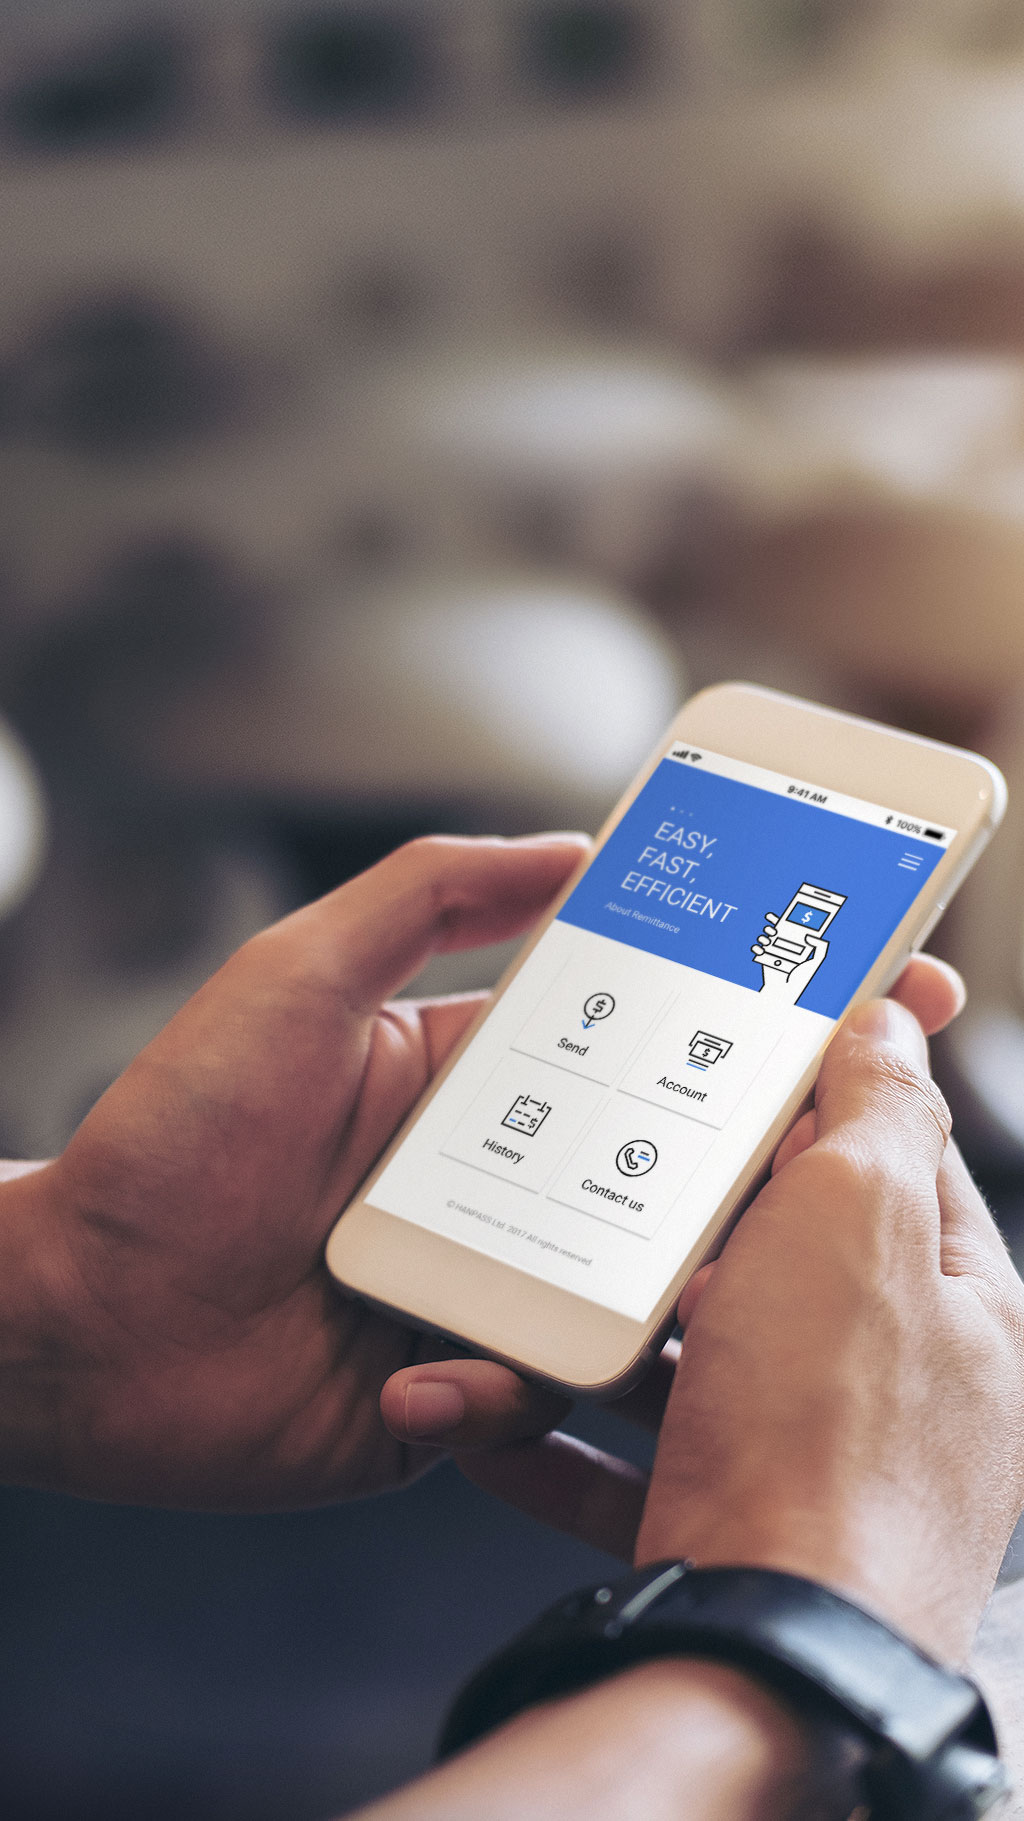 9:41 AM
100%
EASY,
FAST,
EFFICIENT
About Remittance
$
$
Send
$
Account
$
History
Contact us
© HANPASS Ltd. 2017 All rights reserved.